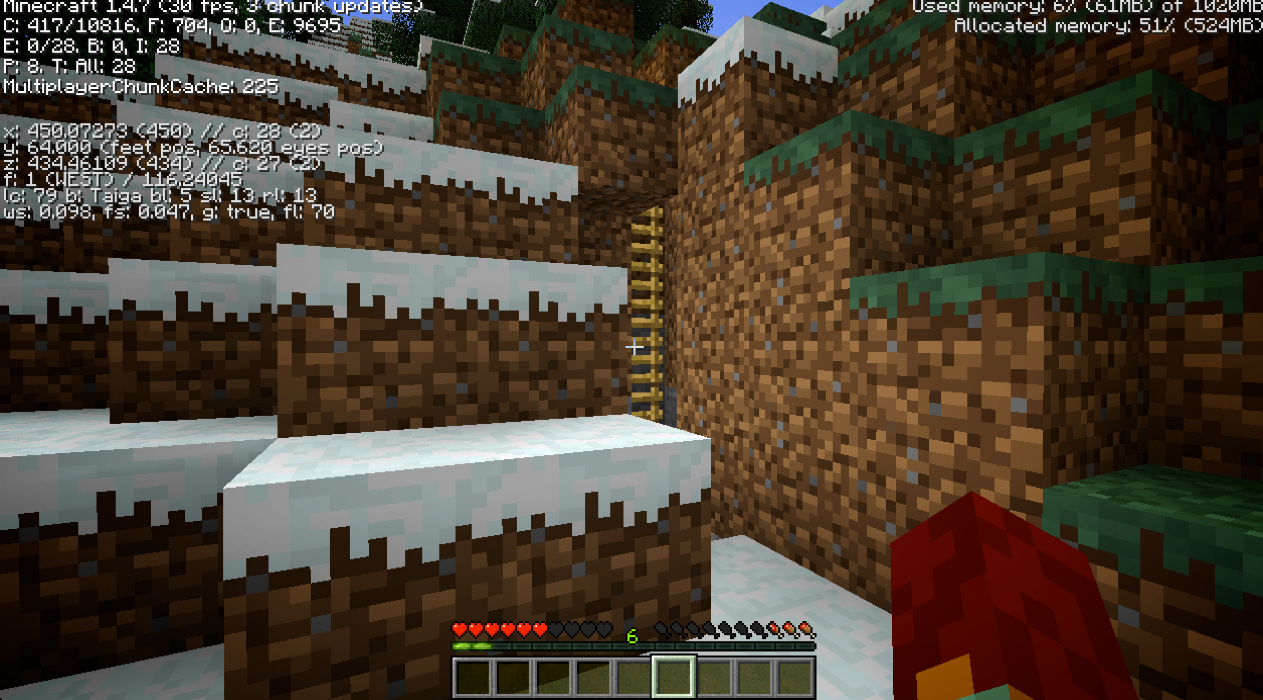 Minecraft 1.4.7 (30 fps, 3 chunk updates)
C: 417/10816. F: 704, O: 0, E: 9695
E: 0/28. B: 0, I: 28
P: 8. T: All: 28
MultiplayerChunkCache: 225
x: 450.07273 (450) // c: 28 (2)
y: 64.000 (feet pos, 65.620 eyes pos)
z: 434.46109 (434) // c: 27 (2)
f: 1 (WEST) / 116.24045
lc: 79 b: Taiga bl: 5 sl: 13 rl: 13
ws: 0.098, fs: 0.047, g: true, fl: 70
Used memory: 6% (61MB) of 1020MB
Allocated memory: 51% (524MB)
6